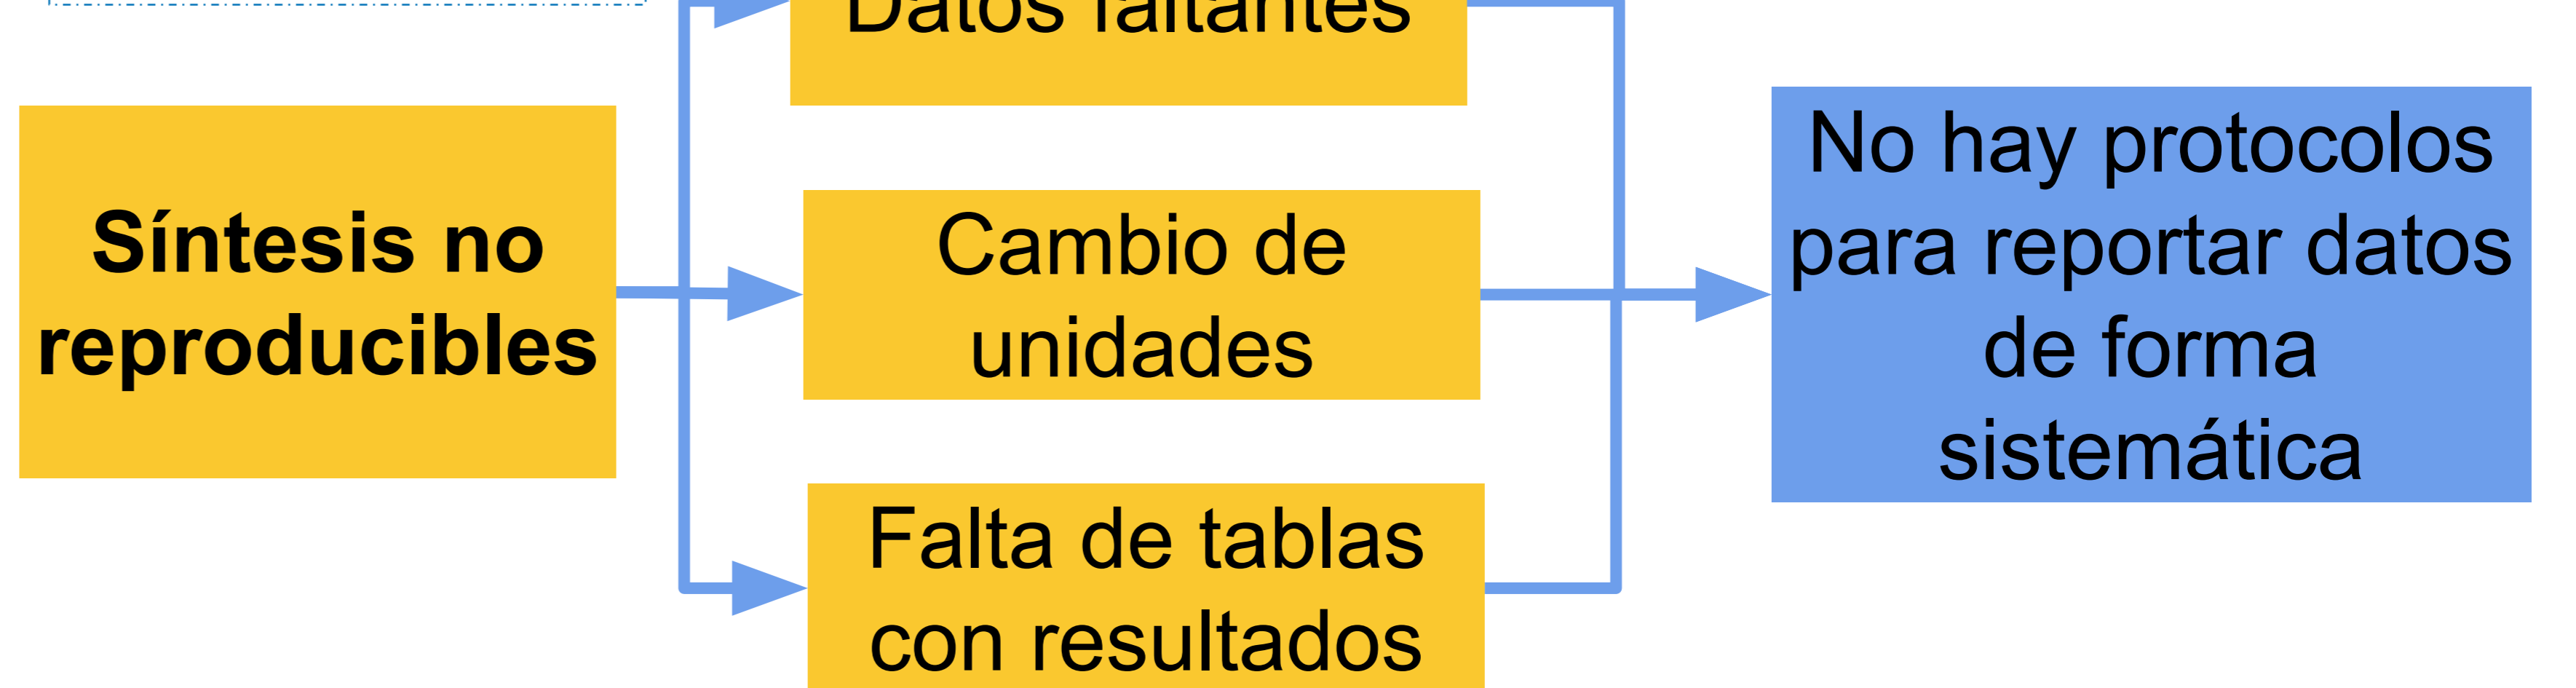 Datos faltantes
Síntesis no
reproducibles
Cambio de
unidades
Falta de tablas
con resultados
No hay protocolos
para reportar datos
de forma
sistemática